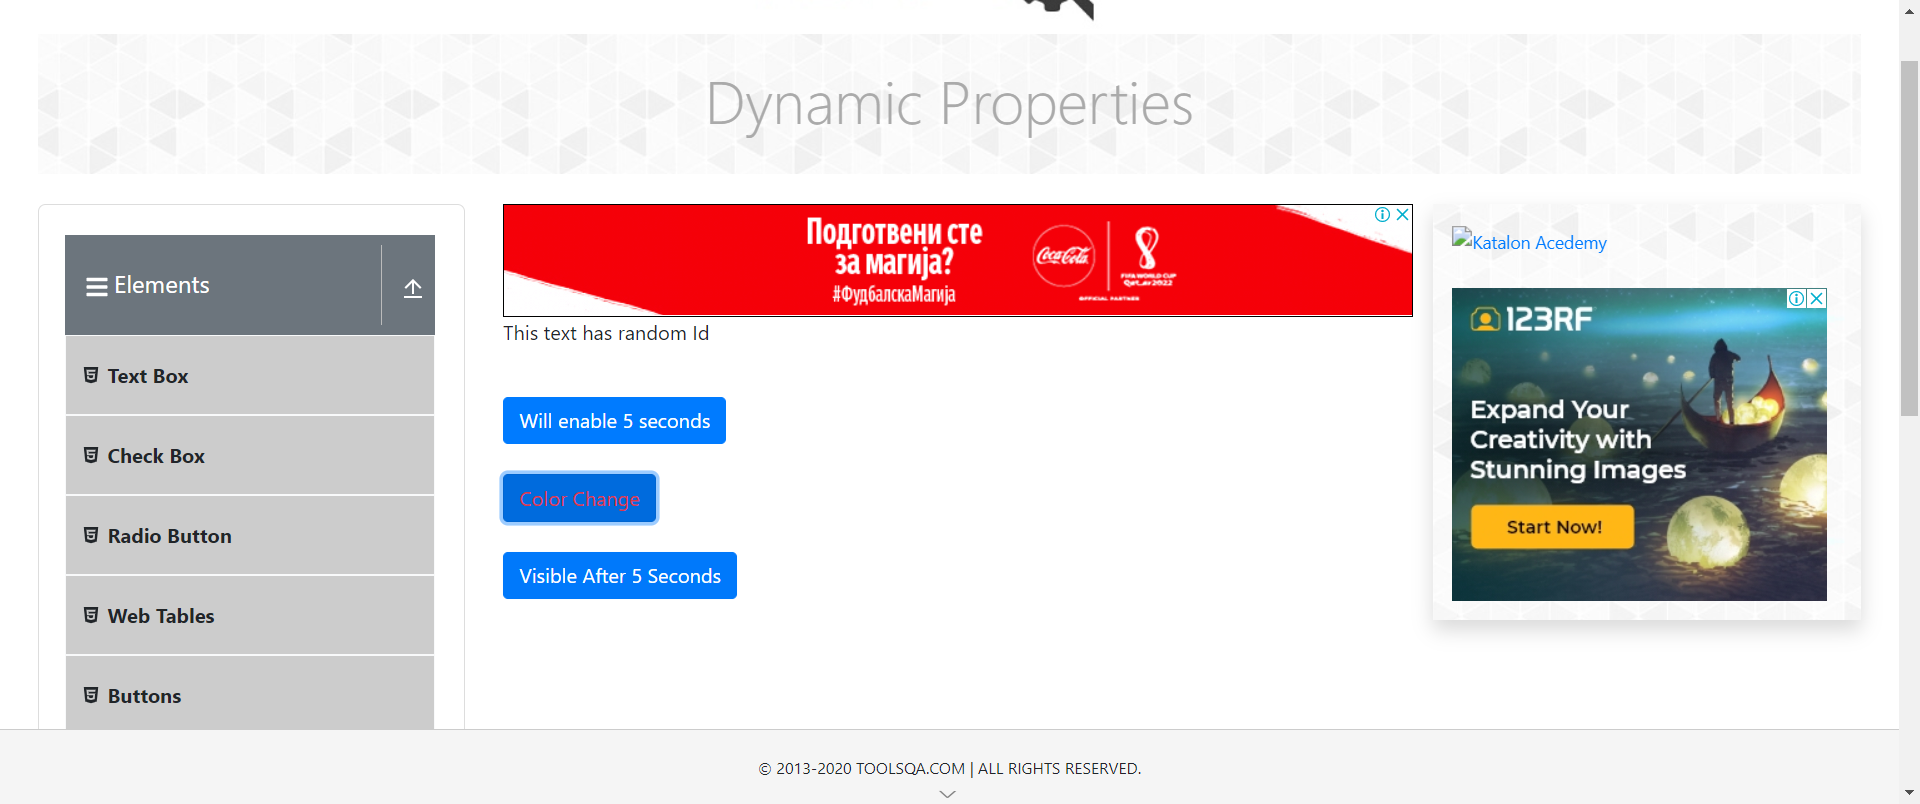 Dynamic Properties
Elements
Text Box
Check Box
Radio Button
Web Tables
Buttons
Подготвени сте
за магија?
#ФудбалскаМагија
Coca-Cola
FIFA WORLD CUP
Qatar2022
OFFICIAL PARTNER
This text has random Id
Will enable 5 seconds
Color Change
Visible After 5 Seconds
Katalon Acedemy
123RF
Expand Your
Creativity with
Stunning Images
Start Now!
© 2013-2020 TOOLSQA.COM | ALL RIGHTS RESERVED.